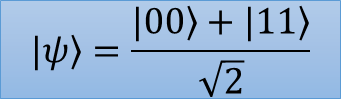 |ψ⟩ = (|00⟩ + |11⟩) / √2